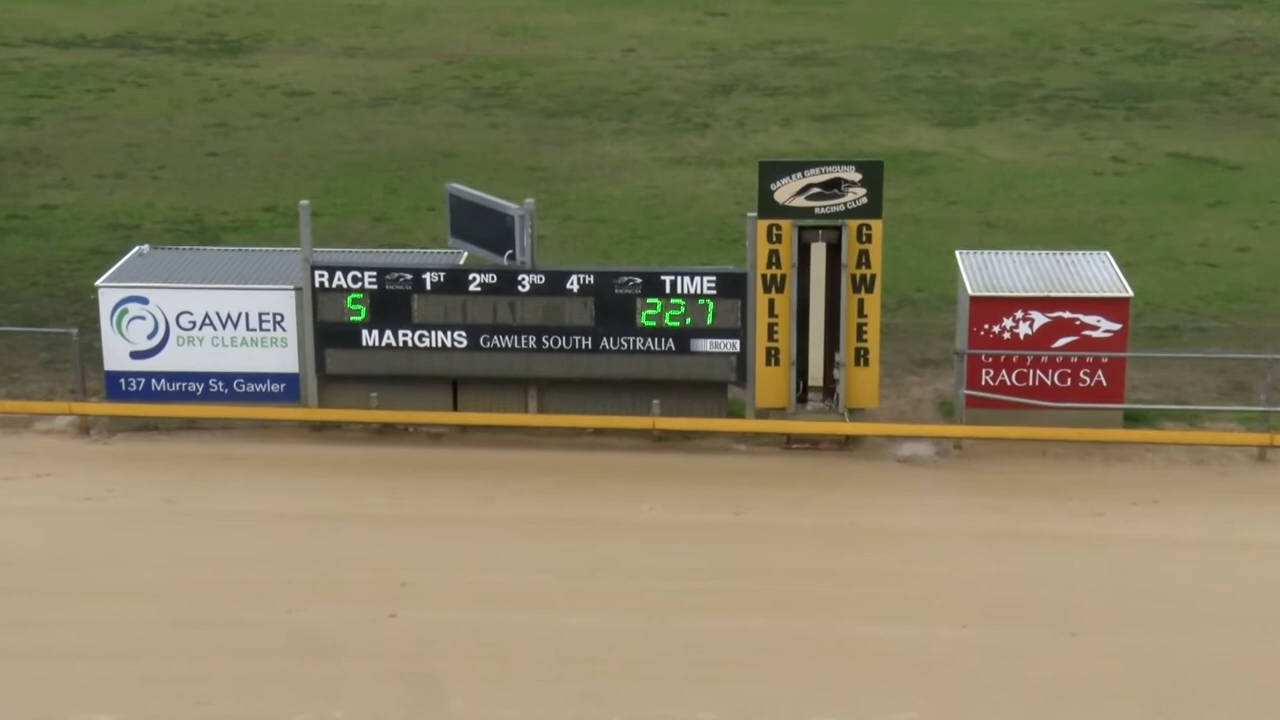 GAWLER GREYHOUND
RACING CLUB
GAWLER
GAWLER
RACE 1ST 2ND 3RD 4TH TIME
5 22.7
MARGINS GAWLER SOUTH AUSTRALIA BROOK
GAWLER
DRY CLEANERS
137 Murray St, Gawler
Greyhound
RACING SA